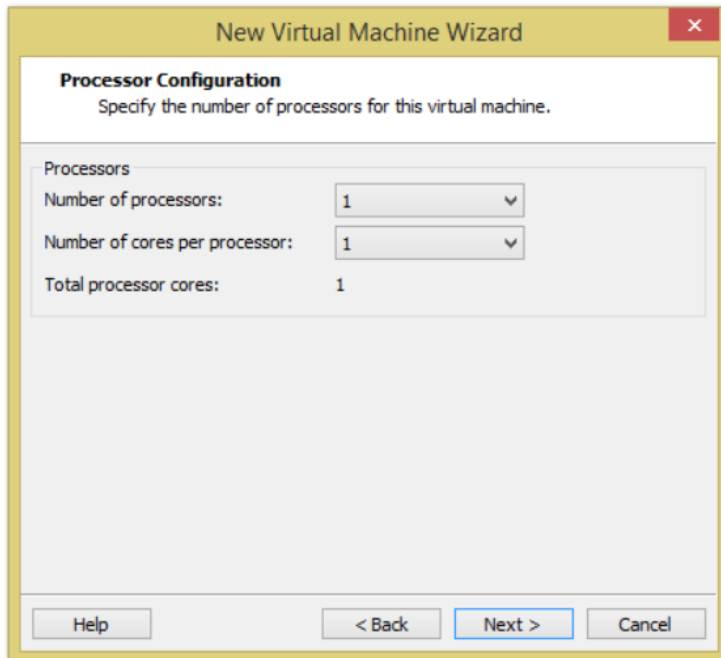 New Virtual Machine Wizard
Processor Configuration
Specify the number of processors for this virtual machine.
Processors
Number of processors: 1
Number of cores per processor: 1
Total processor cores: 1
Help < Back Next > Cancel